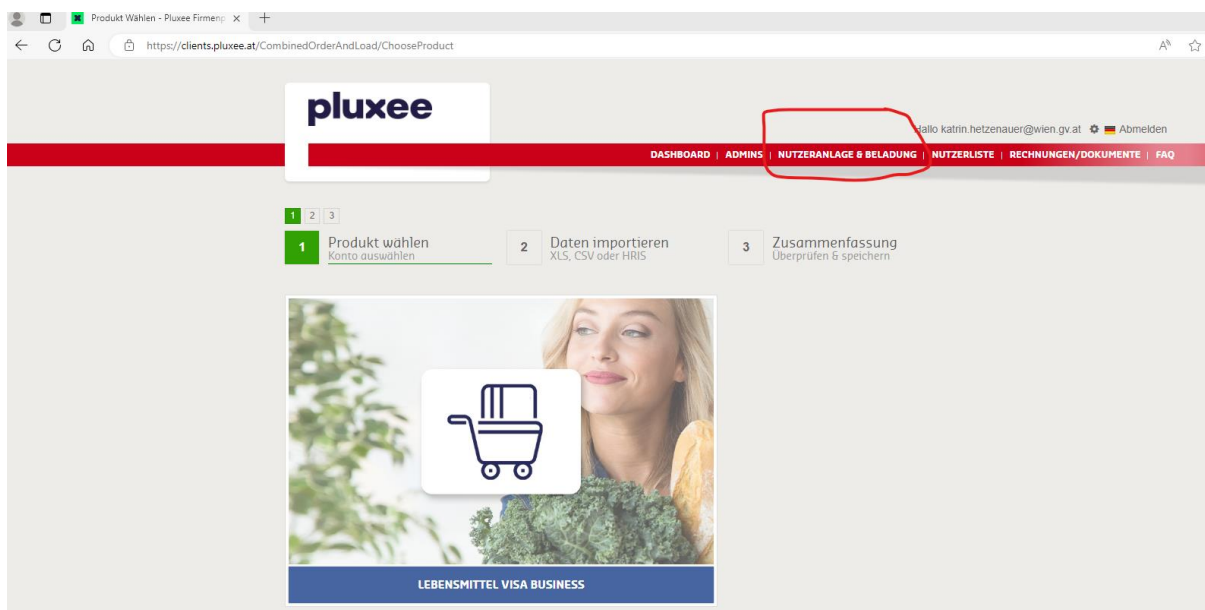 Produkt Wählen - Pluxee Firmenp
https://clients.pluxee.at/CombinedOrderAndLoad/ChooseProduct
pluxee
Hallo katrin.hetzenauer@wien.gv.at Abmelden
DASHBOARD | ADMINS | NUTZERANLAGE & BELADUNG | NUTZERLISTE | RECHNUNGEN/DOKUMENTE | FAQ
1 2 3
1 Produkt wählen
Konto auswählen
2 Daten importieren
XLS, CSV oder HRIS
3 Zusammenfassung
Überprüfen & speichern
LEBENSMITTEL VISA BUSINESS